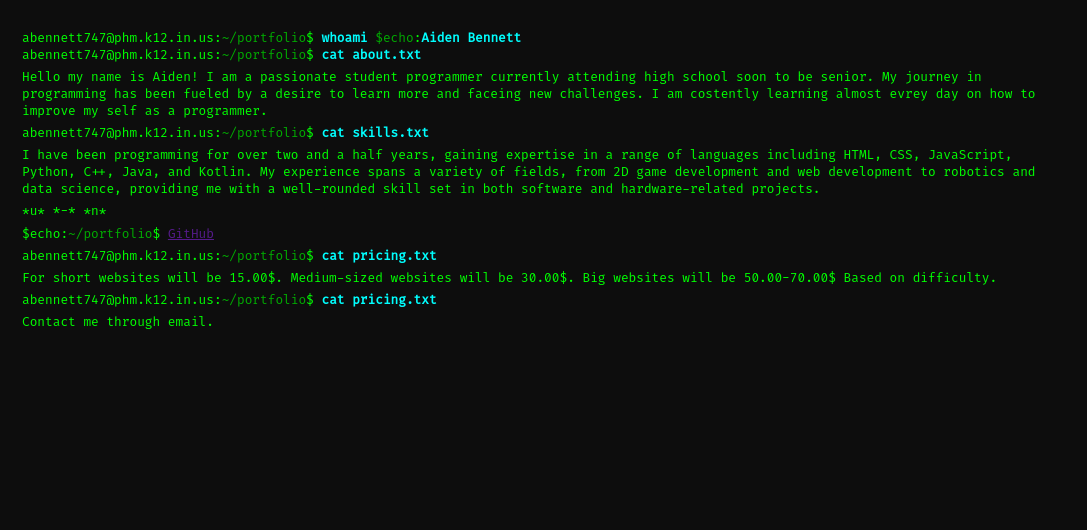 abennett747@phm.k12.in.us:~/portfolio$ whoami $echo:Aiden Bennett
abennett747@phm.k12.in.us:~/portfolio$ cat about.txt
Hello my name is Aiden! I am a passionate student programmer currently attending high school soon to be senior. My journey in
programming has been fueled by a desire to learn more and faceing new challenges. I am costently learning almost evrey day on how to
improve my self as a programmer.
abennett747@phm.k12.in.us:~/portfolio$ cat skills.txt
I have been programming for over two and a half years, gaining expertise in a range of languages including HTML, CSS, JavaScript,
Python, C++, Java, and Kotlin. My experience spans a variety of fields, from 2D game development and web development to robotics and
data science, providing me with a well-rounded skill set in both software and hardware-related projects.
*u* *-* *n*
$echo:~/portfolio$ GitHub
abennett747@phm.k12.in.us:~/portfolio$ cat pricing.txt
For short websites will be 15.00$. Medium-sized websites will be 30.00$. Big websites will be 50.00-70.00$ Based on difficulty.
abennett747@phm.k12.in.us:~/portfolio$ cat pricing.txt
Contact me through email.